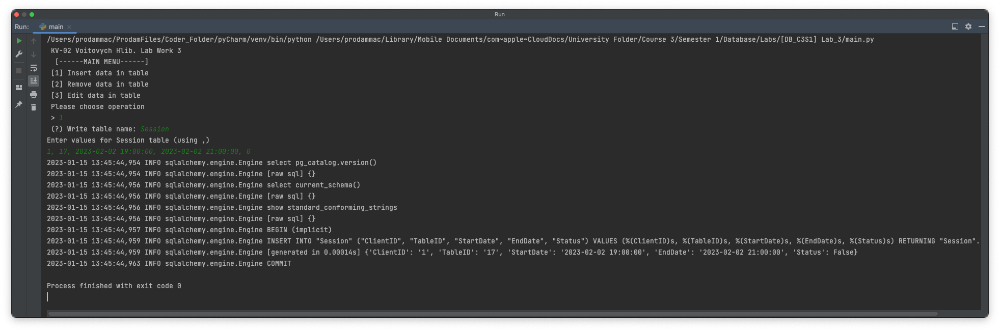 Run
Run: main
/Users/prodammac/ProdamFiles/Coder_Folder/pyCharm/venv/bin/python /Users/prodammac/Library/Mobile Documents/com~apple~CloudDocs/University Folder/Course 3/Semester 1/Database/Labs/[DB_C3S1] Lab_3/main.py
KV-02 Voitovych Hlib. Lab Work 3
[------MAIN MENU------]
[1] Insert data in table
[2] Remove data in table
[3] Edit data in table
Please choose operation
> 1
(?) Write table name: Session
Enter values for Session table (using ,)
1, 17, 2023-02-02 19:00:00, 2023-02-02 21:00:00, 0
2023-01-15 13:45:44,954 INFO sqlalchemy.engine.Engine select pg_catalog.version()
2023-01-15 13:45:44,954 INFO sqlalchemy.engine.Engine [raw sql] {}
2023-01-15 13:45:44,956 INFO sqlalchemy.engine.Engine select current_schema()
2023-01-15 13:45:44,956 INFO sqlalchemy.engine.Engine [raw sql] {}
2023-01-15 13:45:44,956 INFO sqlalchemy.engine.Engine show standard_conforming_strings
2023-01-15 13:45:44,956 INFO sqlalchemy.engine.Engine [raw sql] {}
2023-01-15 13:45:44,957 INFO sqlalchemy.engine.Engine BEGIN (implicit)
2023-01-15 13:45:44,959 INFO sqlalchemy.engine.Engine INSERT INTO "Session" ("ClientID", "TableID", "StartDate", "EndDate", "Status") VALUES (%(ClientID)s, %(TableID)s, %(StartDate)s, %(EndDate)s, %(Status)s) RETURNING "Session".
2023-01-15 13:45:44,959 INFO sqlalchemy.engine.Engine [generated in 0.00014s] {'ClientID': '1', 'TableID': '17', 'StartDate': '2023-02-02 19:00:00', 'EndDate': '2023-02-02 21:00:00', 'Status': False}
2023-01-15 13:45:44,963 INFO sqlalchemy.engine.Engine COMMIT
Process finished with exit code 0